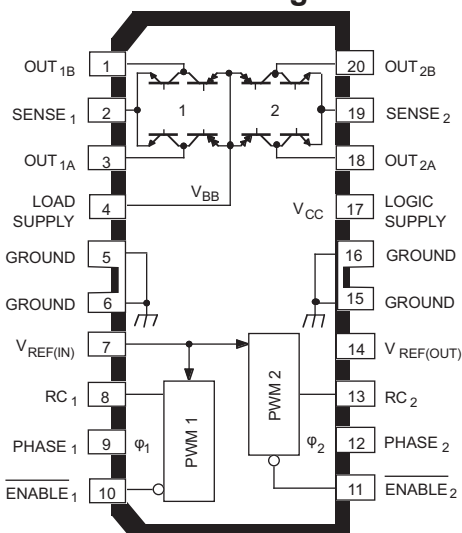 OUT1B 1
SENSE1 2
OUT1A 3
LOAD SUPPLY 4
GROUND 5
GROUND 6
VREF(IN) 7
RC1 8
PHASE1 9
ENABLE1 10
1 2
VBB
VCC
PWM 1
PWM 2
φ1
φ2
20 OUT2B
19 SENSE2
18 OUT2A
17 LOGIC SUPPLY
16 GROUND
15 GROUND
14 VREF(OUT)
13 RC2
12 PHASE2
11 ENABLE2